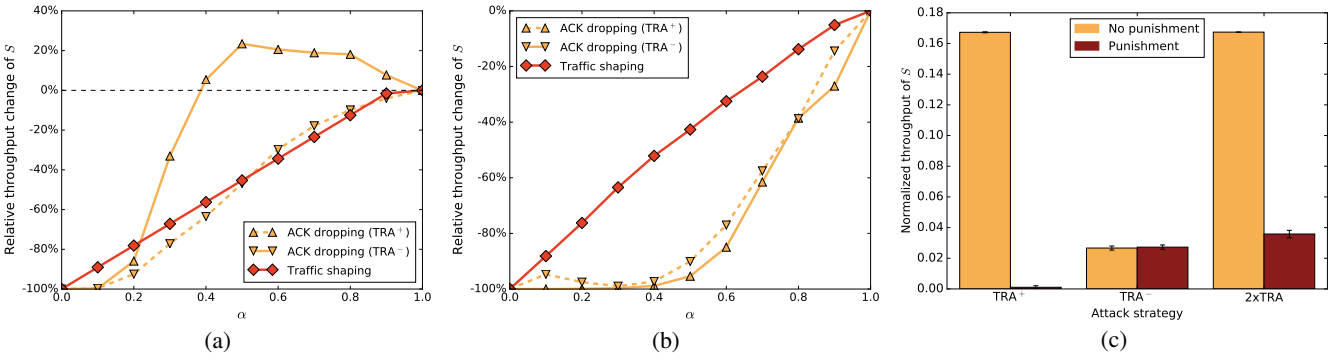 40%
20%
0%
-20%
-40%
-60%
-80%
-100%
Relative throughput change of S
0.0 0.2 0.4 0.6 0.8 1.0
α
ACK dropping (TRA⁺)
ACK dropping (TRA⁻)
Traffic shaping
(a)
0%
-20%
-40%
-60%
-80%
-100%
Relative throughput change of S
0.0 0.2 0.4 0.6 0.8 1.0
α
ACK dropping (TRA⁺)
ACK dropping (TRA⁻)
Traffic shaping
(b)
0.18
0.16
0.14
0.12
0.10
0.08
0.06
0.04
0.02
0.00
Normalized throughput of S
No punishment
Punishment
TRA⁺ TRA⁻ 2xTRA
Attack strategy
(c)